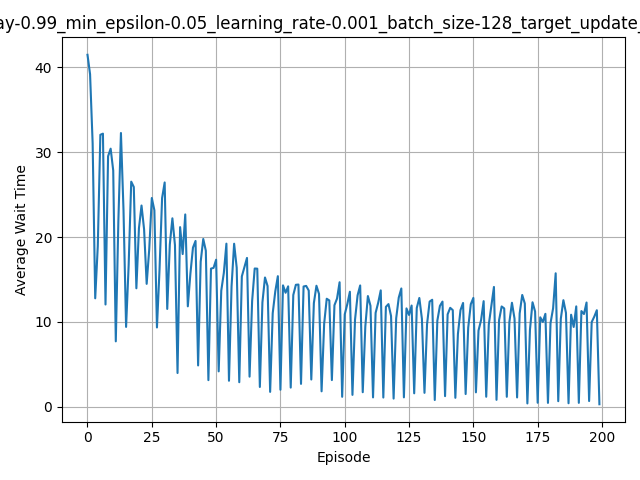 ay-0.99_min_epsilon-0.05_learning_rate-0.001_batch_size-128_target_update_
40
30
20
10
0
Average Wait Time
0 25 50 75 100 125 150 175 200
Episode